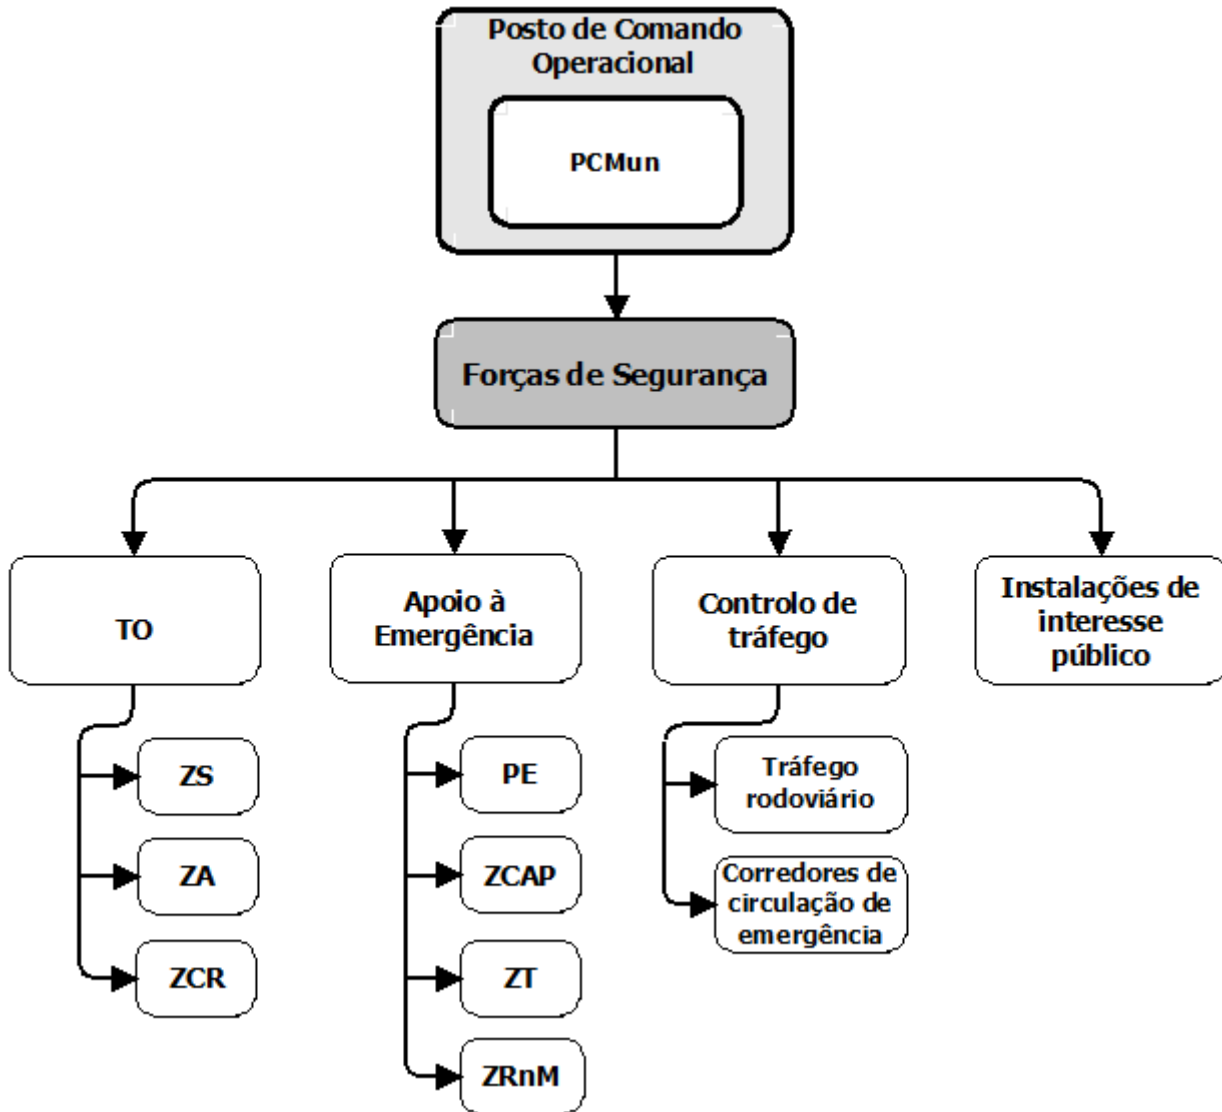 Posto de Comando
Operacional
PCMun
Forças de Segurança
TO
Apoio à
Emergência
Controlo de
tráfego
Instalações de
interesse
público
ZS
ZA
ZCR
PE
ZCAP
ZT
ZRnM
Tráfego
rodoviário
Corredores de
circulação de
emergência